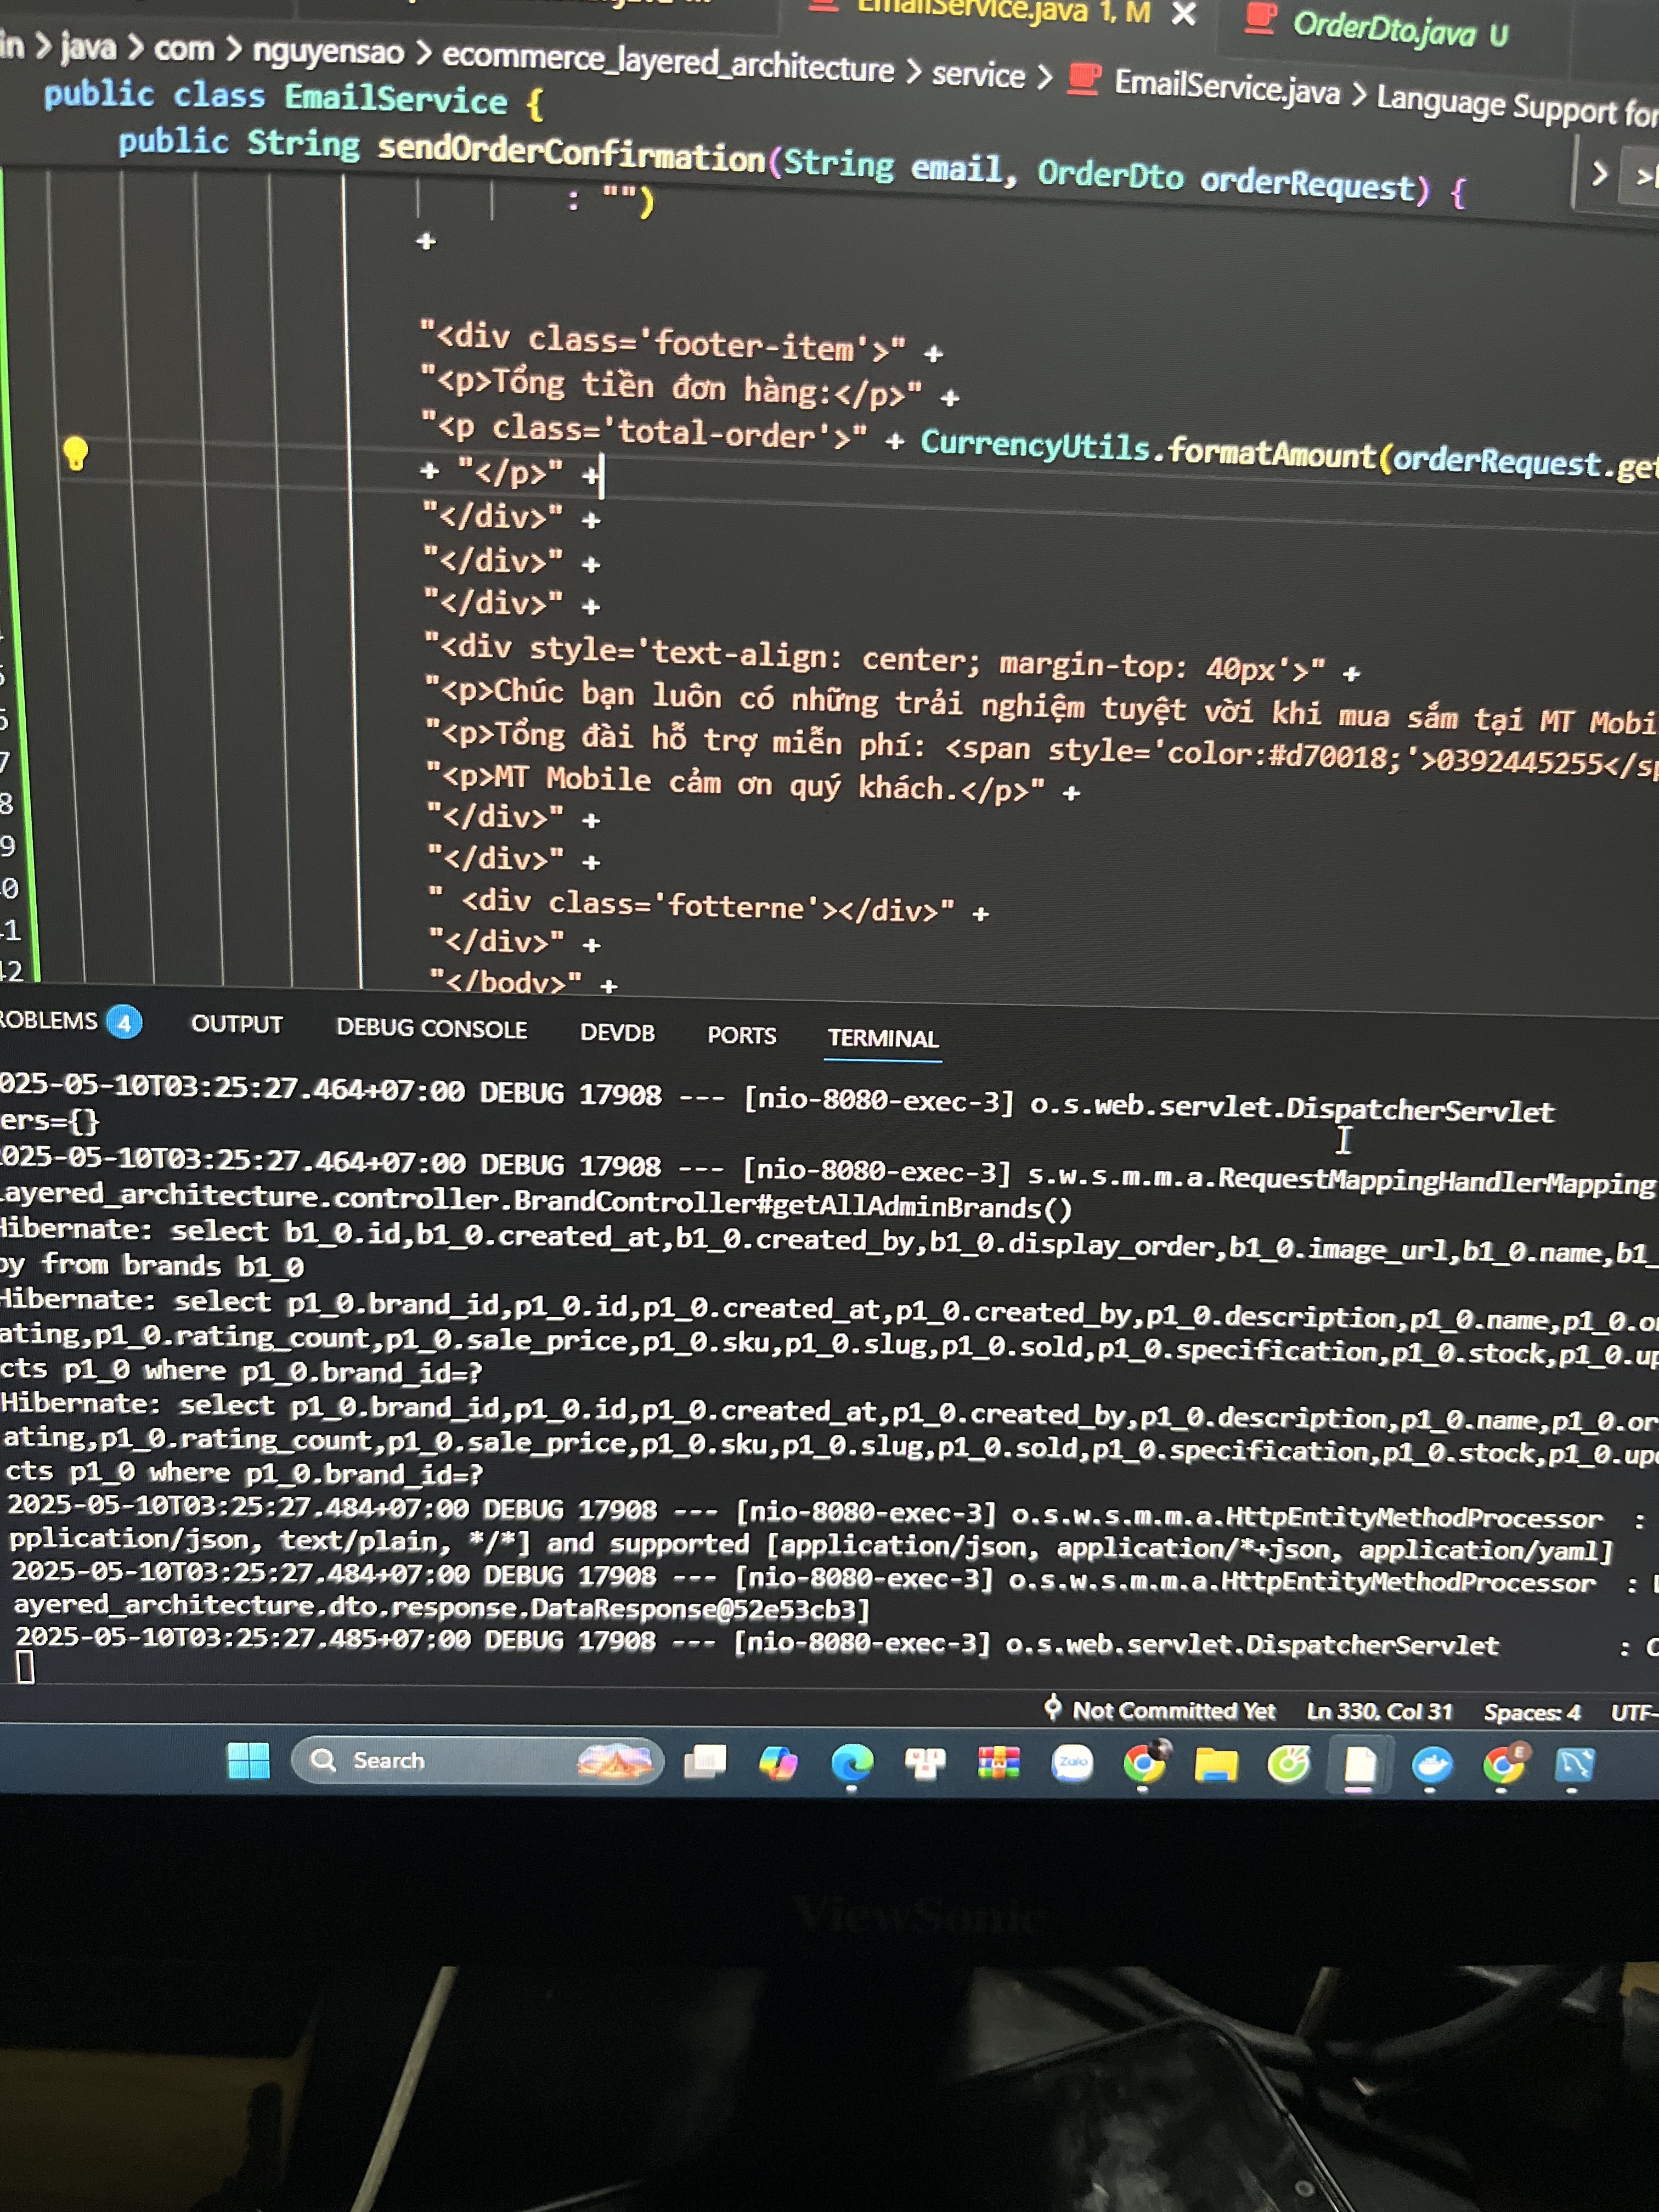 EmailService.java 1, M
OrderDto.java U
in > java > com > nguyensao > ecommerce_layered_architecture > service > EmailService.java > Language Support for
public class EmailService {
public String sendOrderConfirmation(String email, OrderDto orderRequest) {
: "")
+
"<div class='footer-item'>" +
"<p>Tổng tiền đơn hàng:</p>" +
"<p class='total-order'>" + CurrencyUtils.formatAmount(orderRequest.get
+ "</p>" +
"</div>" +
"</div>" +
"</div>" +
"<div style='text-align: center; margin-top: 40px'>" +
"<p>Chúc bạn luôn có những trải nghiệm tuyệt vời khi mua sắm tại MT Mobi
"<p>Tổng đài hỗ trợ miễn phí: <span style='color:#d70018;'>0392445255</sp
"<p>MT Mobile cảm ơn quý khách.</p>" +
"</div>" +
"</div>" +
" <div class='fotterne'></div>" +
"</div>" +
"</body>" +
ROBLEMS 4 OUTPUT DEBUG CONSOLE DEVDB PORTS TERMINAL
025-05-10T03:25:27.464+07:00 DEBUG 17908 --- [nio-8080-exec-3] o.s.web.servlet.DispatcherServlet
ers={}
025-05-10T03:25:27.464+07:00 DEBUG 17908 --- [nio-8080-exec-3] s.w.s.m.m.a.RequestMappingHandlerMapping
ayered_architecture.controller.BrandController#getAllAdminBrands()
Hibernate: select b1_0.id,b1_0.created_at,b1_0.created_by,b1_0.display_order,b1_0.image_url,b1_0.name,b1_
by from brands b1_0
Hibernate: select p1_0.brand_id,p1_0.id,p1_0.created_at,p1_0.created_by,p1_0.description,p1_0.name,p1_0.or
ating,p1_0.rating_count,p1_0.sale_price,p1_0.sku,p1_0.slug,p1_0.sold,p1_0.specification,p1_0.stock,p1_0.up
cts p1_0 where p1_0.brand_id=?
Hibernate: select p1_0.brand_id,p1_0.id,p1_0.created_at,p1_0.created_by,p1_0.description,p1_0.name,p1_0.or
ating,p1_0.rating_count,p1_0.sale_price,p1_0.sku,p1_0.slug,p1_0.sold,p1_0.specification,p1_0.stock,p1_0.upd
cts p1_0 where p1_0.brand_id=?
2025-05-10T03:25:27.484+07:00 DEBUG 17908 --- [nio-8080-exec-3] o.s.w.s.m.m.a.HttpEntityMethodProcessor :
pplication/json, text/plain, */*] and supported [application/json, application/*+json, application/yaml]
2025-05-10T03:25:27.484+07:00 DEBUG 17908 --- [nio-8080-exec-3] o.s.w.s.m.m.a.HttpEntityMethodProcessor :
ayered_architecture.dto.response.DataResponse@52e53cb3]
2025-05-10T03:25:27.485+07:00 DEBUG 17908 --- [nio-8080-exec-3] o.s.web.servlet.DispatcherServlet : C
Not Committed Yet Ln 330, Col 31 Spaces: 4 UTF-
Search
Zalo
E
ViewSonic